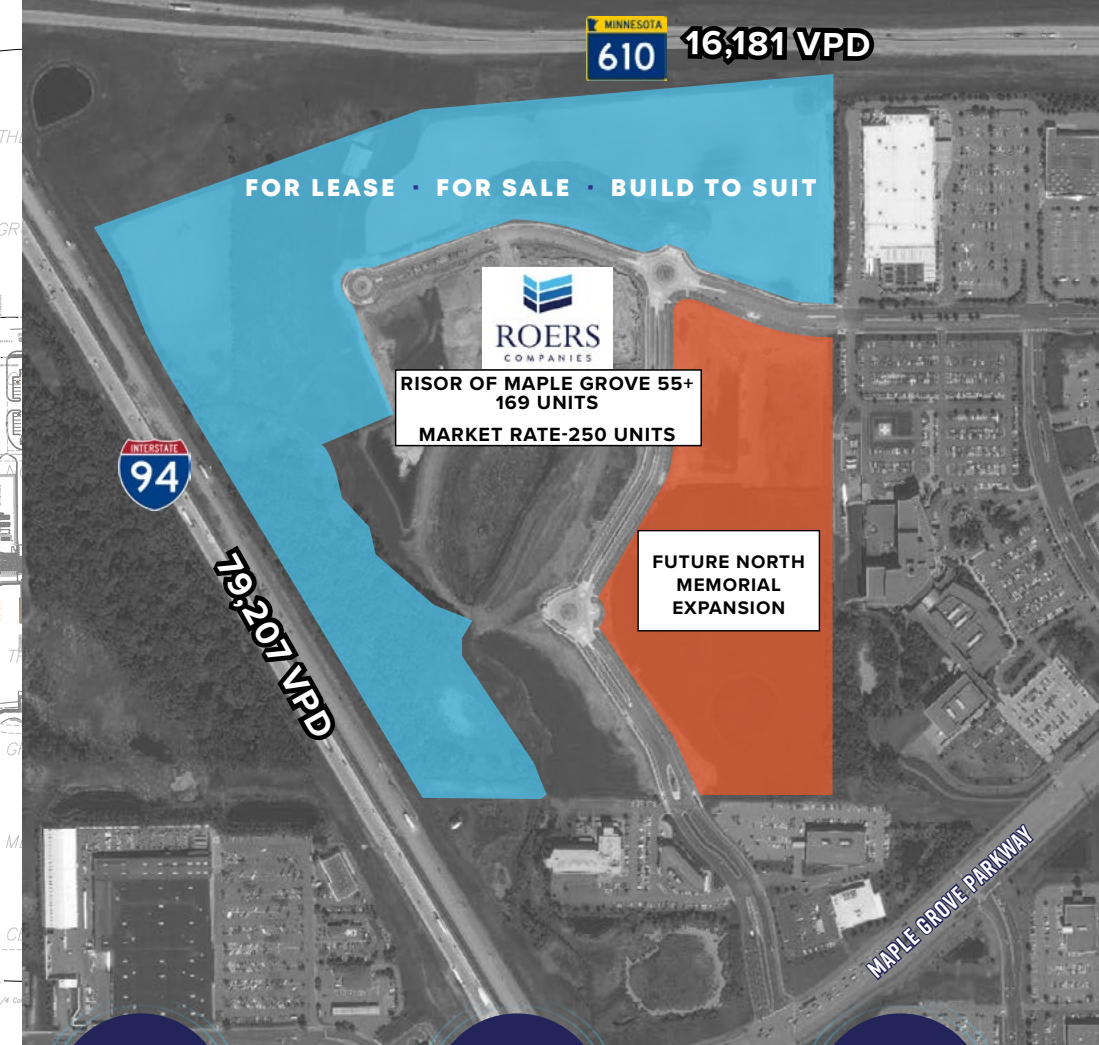 MINNESOTA
610
16,181 VPD
FOR LEASE · FOR SALE · BUILD TO SUIT
ROERS
COMPANIES
RISOR OF MAPLE GROVE 55+
169 UNITS
MARKET RATE-250 UNITS
INTERSTATE
94
79,207 VPD
FUTURE NORTH
MEMORIAL
EXPANSION
MAPLE GROVE PARKWAY